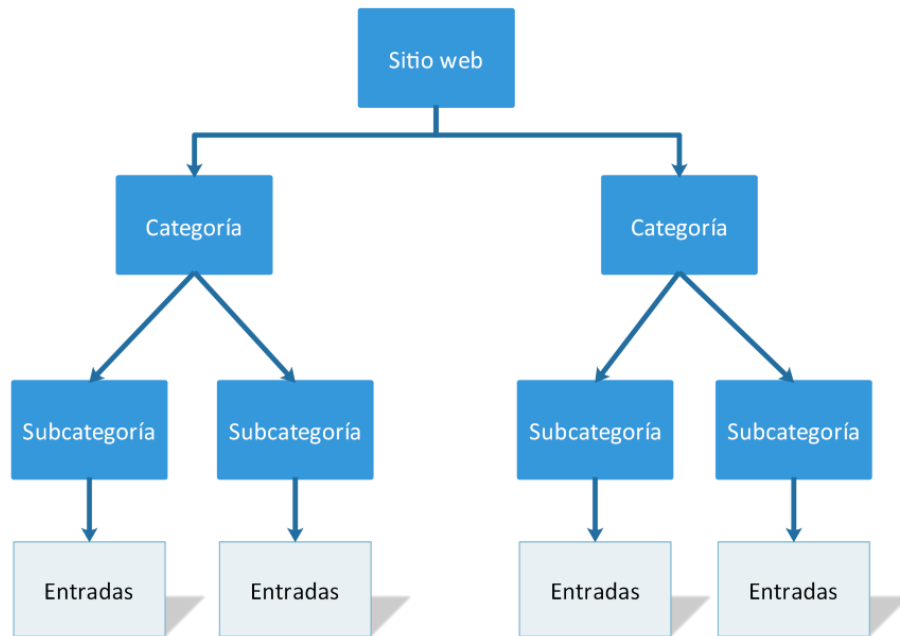 Sitio web
Categoría
Categoría
Subcategoría
Subcategoría
Subcategoría
Subcategoría
Entradas
Entradas
Entradas
Entradas